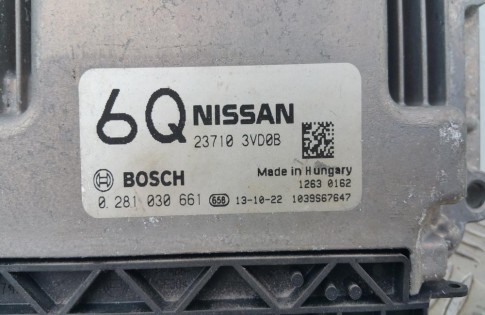 6Q NISSAN
23710 3VD0B
BOSCH Made in Hungary
1263 0162
0 281 030 661 658 13-10-22 1039S67647